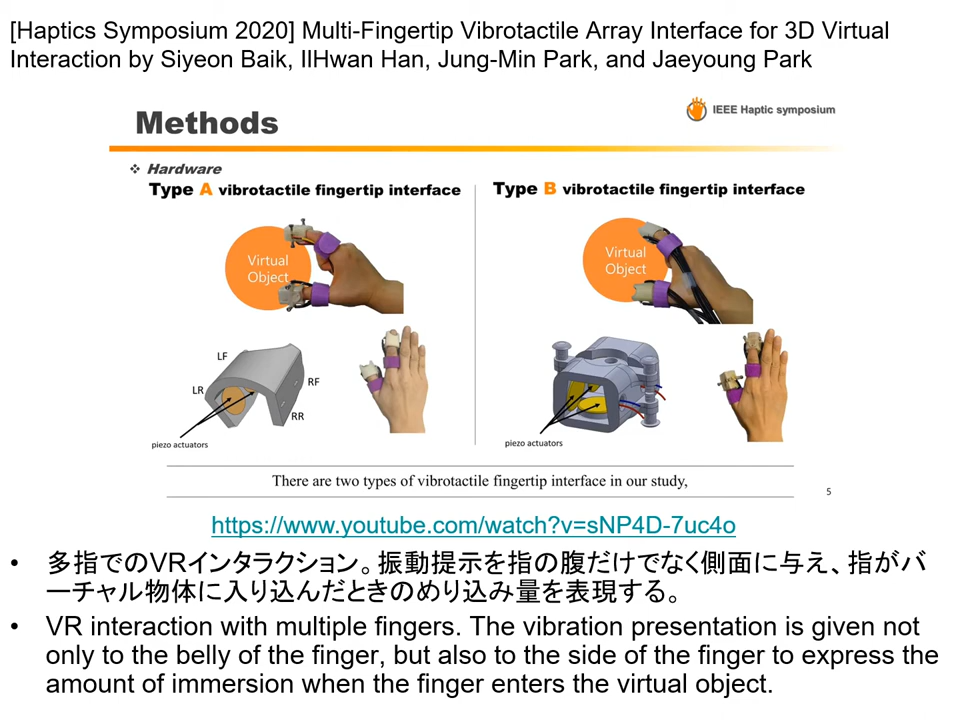 [Haptics Symposium 2020] Multi-Fingertip Vibrotactile Array Interface for 3D Virtual
Interaction by Siyeon Baik, IlHwan Han, Jung-Min Park, and Jaeyoung Park
IEEE Haptic symposium
Methods
❖ Hardware
Type A vibrotactile fingertip interface
Type B vibrotactile fingertip interface
Virtual
Object
Virtual
Object
LF
LR
RF
RR
piezo actuators
piezo actuators
There are two types of vibrotactile fingertip interface in our study,
5
https://www.youtube.com/watch?v=sNP4D-7uc4o
• 多指でのVRインタラクション。振動提示を指の腹だけでなく側面に与え、指がバ
ーチャル物体に入り込んだときのめり込み量を表現する。
• VR interaction with multiple fingers. The vibration presentation is given not
only to the belly of the finger, but also to the side of the finger to express the
amount of immersion when the finger enters the virtual object.